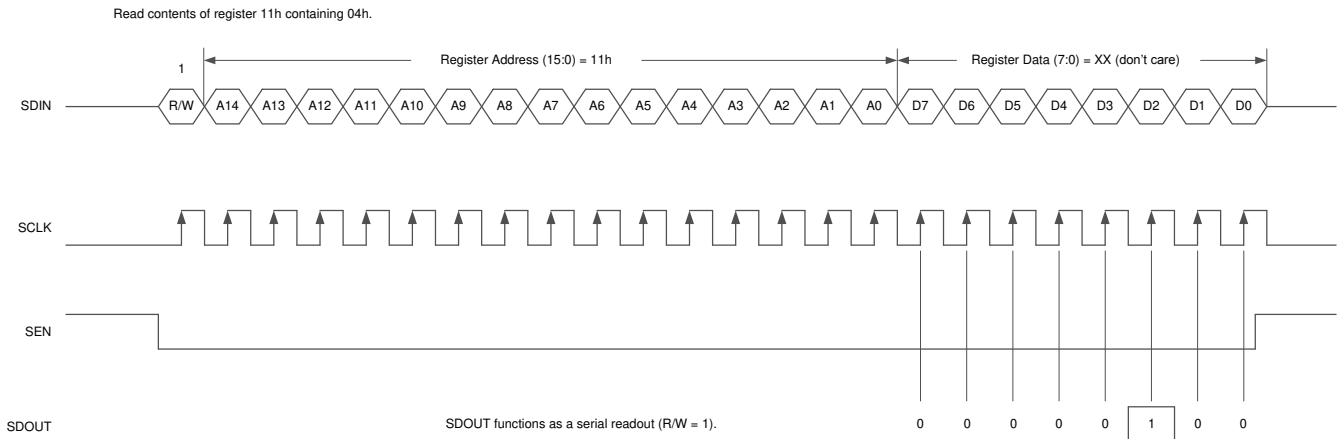 Read contents of register 11h containing 04h.
1 Register Address (15:0) = 11h Register Data (7:0) = XX (don't care)
SDIN R/W A14 A13 A12 A11 A10 A9 A8 A7 A6 A5 A4 A3 A2 A1 A0 D7 D6 D5 D4 D3 D2 D1 D0
SCLK
SEN
SDOUT SDOUT functions as a serial readout (R/W = 1). 0 0 0 0 0 1 0 0